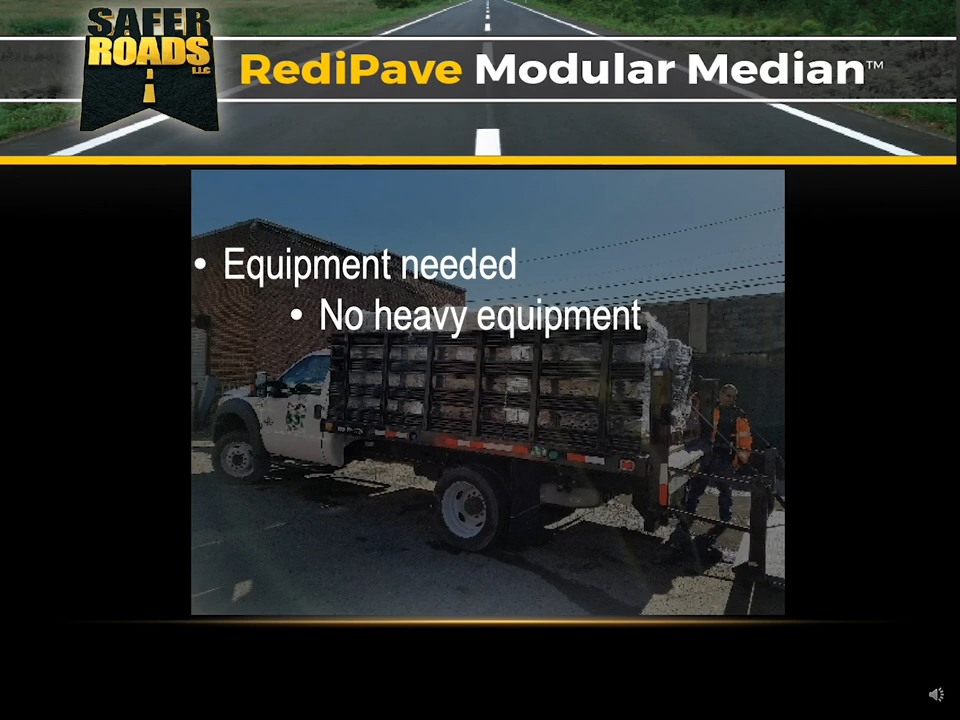 SAFER
ROADS
LLC
RediPave Modular Median™
• Equipment needed
• No heavy equipment